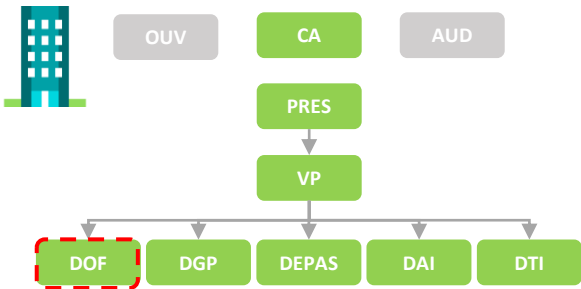 OUV
CA
AUD
PRES
VP
DOF
DGP
DEPAS
DAI
DTI